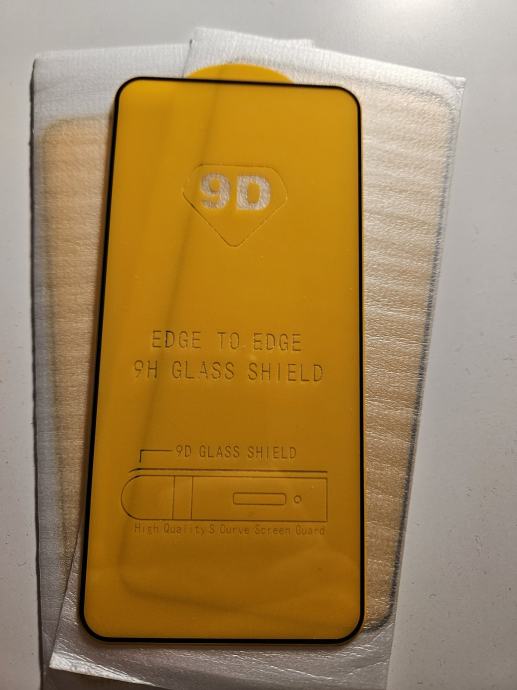 9D
EDGE TO EDGE
9H GLASS SHIELD
9D GLASS SHIELD
High Quality S Curve Screen Guard